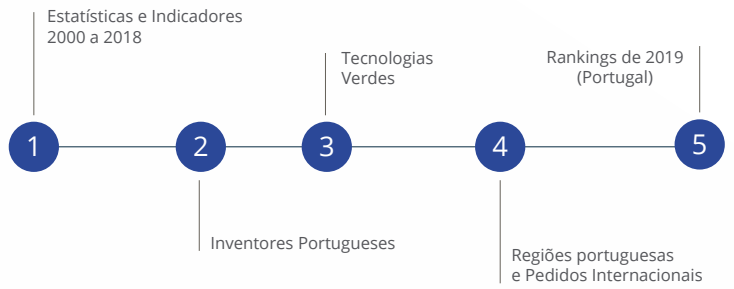 Estatísticas e Indicadores
2000 a 2018
Tecnologias
Verdes
Rankings de 2019
(Portugal)
1
2
3
4
5
Inventores Portugueses
Regiões portuguesas
e Pedidos Internacionais